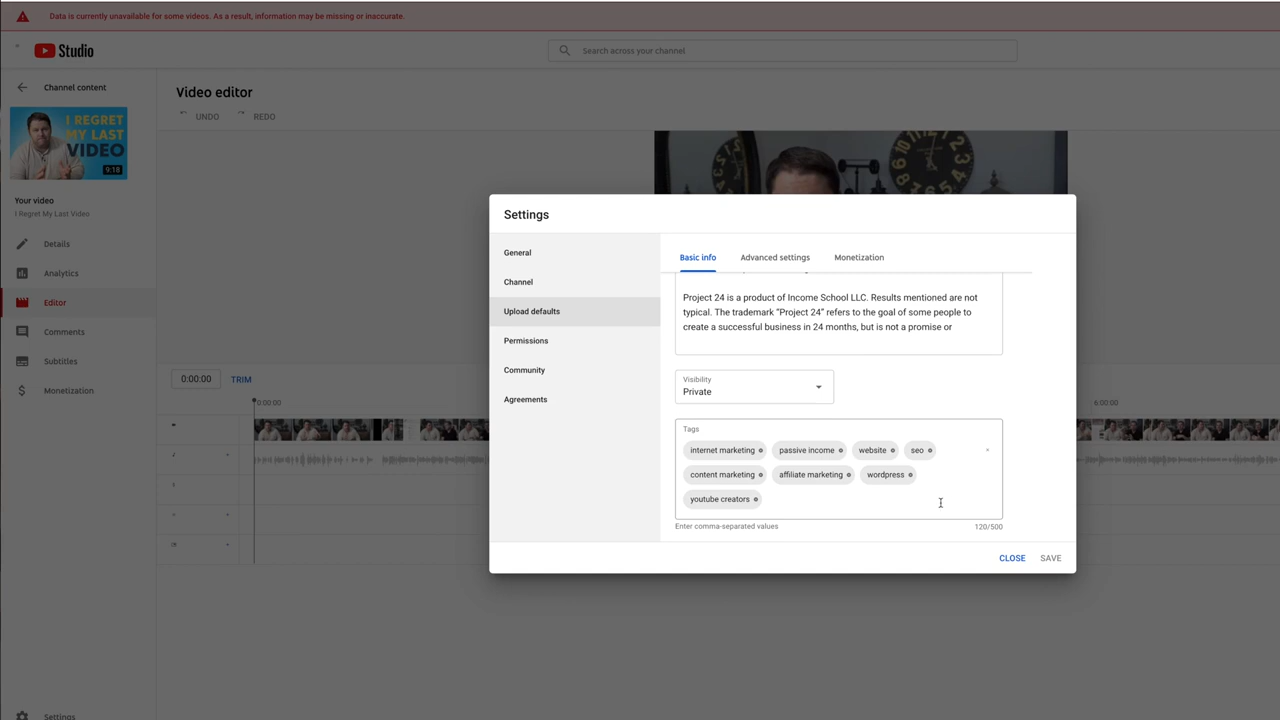 Data is currently unavailable for some videos. As a result, information may be missing or inaccurate.
Studio
Search across your channel
Channel content
I REGRET
MY LAST
VIDEO
9:18
Your video
I Regret My Last Video
Details
Analytics
Editor
Comments
Subtitles
Monetization
Settings
Video editor
UNDO REDO
0:00:00 TRIM
0:00:00
6:00:00
Settings
General
Channel
Upload defaults
Permissions
Community
Agreements
Basic info Advanced settings Monetization
Project 24 is a product of Income School LLC. Results mentioned are not
typical. The trademark “Project 24” refers to the goal of some people to
create a successful business in 24 months, but is not a promise or
Visibility
Private
Tags
internet marketing passive income website seo
content marketing affiliate marketing wordpress
youtube creators
Enter comma-separated values 120/500
CLOSE SAVE